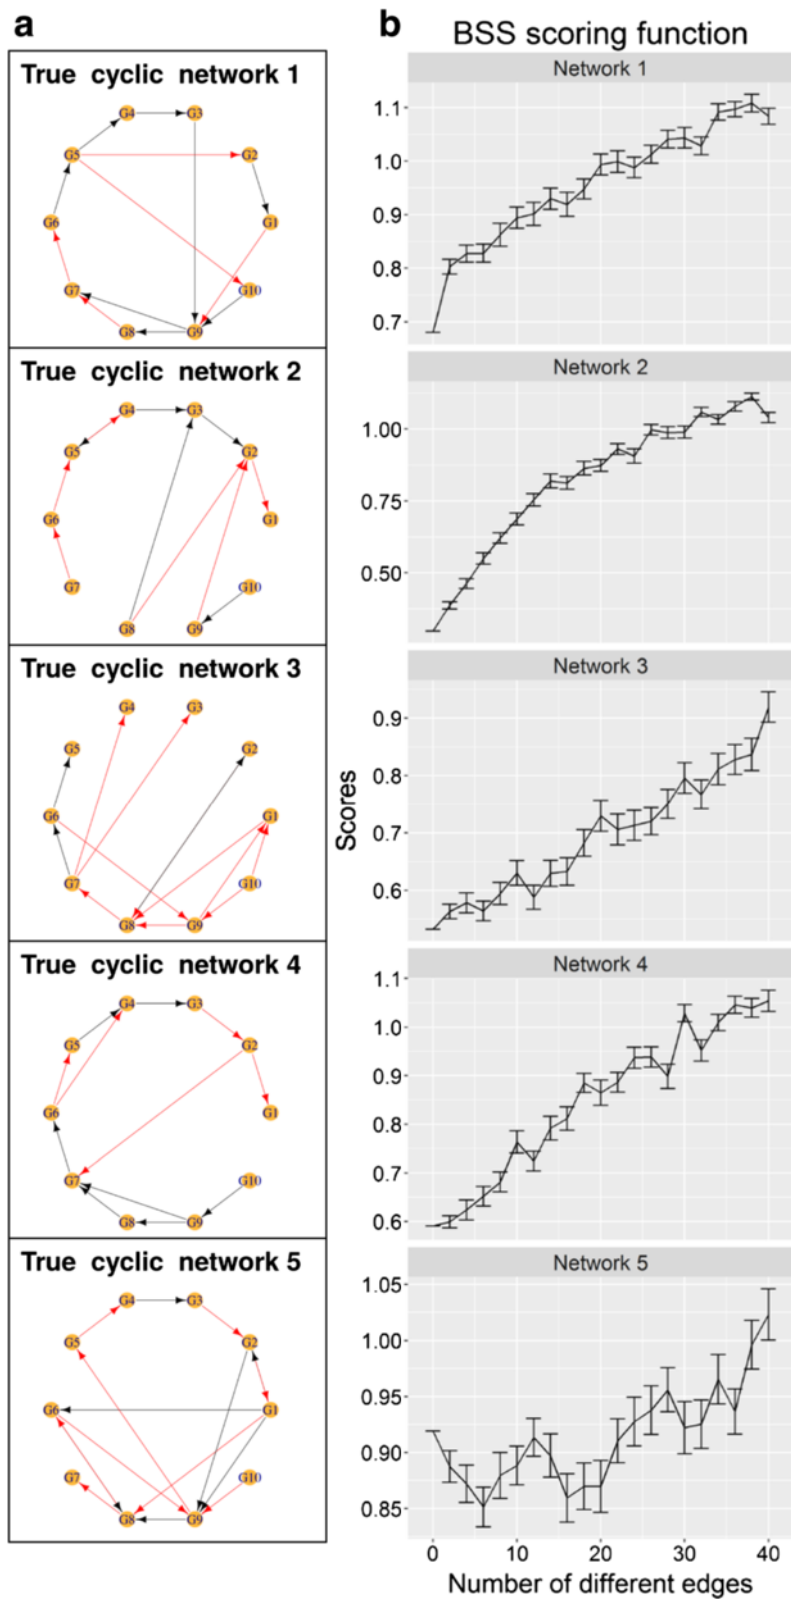 a
True cyclic network 1
G4 G3
G5 G2
G6 G1
G7 G10
G8 G9
True cyclic network 2
G4 G3
G5 G2
G6 G1
G7 G10
G8 G9
True cyclic network 3
G4 G3
G5 G2
G6 G1
G7 G10
G8 G9
True cyclic network 4
G4 G3
G5 G2
G6 G1
G7 G10
G8 G9
True cyclic network 5
G4 G3
G5 G2
G6 G1
G7 G10
G8 G9
b
BSS scoring function
Scores
Network 1
1.1
1.0
0.9
0.8
0.7
Network 2
1.00
0.75
0.50
Network 3
0.9
0.8
0.7
0.6
Network 4
1.1
1.0
0.9
0.8
0.7
0.6
Network 5
1.05
1.00
0.95
0.90
0.85
0 10 20 30 40
Number of different edges